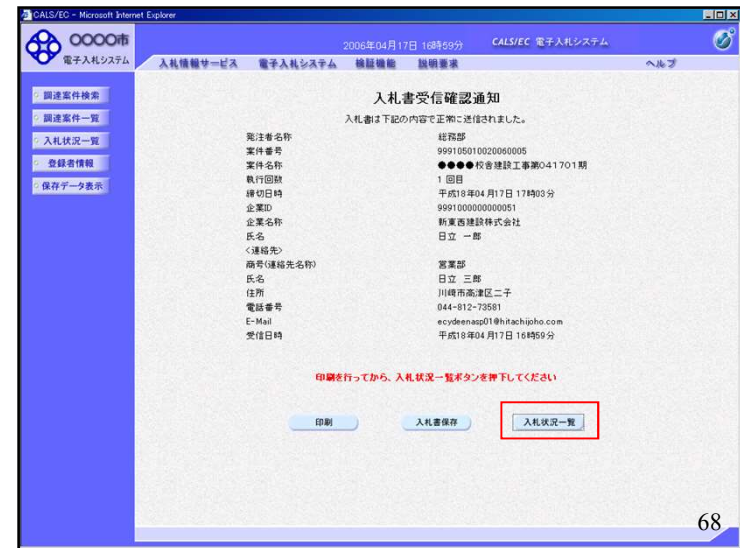 CALS/EC - Microsoft Internet Explorer
OOOO市
電子入札システム
2006年04月17日 16時59分
CALS/EC 電子入札システム
入札情報サービス 電子入札システム 検証機能 説明要求 ヘルプ
調達案件検索
調達案件一覧
入札状況一覧
登録者情報
保存データ表示
入札書受信確認通知
入札書は下記の内容で正常に送信されました。
発注者名称 総務部
案件番号 999105010020060005
案件名称 ●●●●校舎建設工事第041701期
執行回数 1 回目
締切日時 平成18年04月17日 17時03分
企業ID 9991000000000051
企業名称 新東西建設株式会社
氏名 日立 一郎
<連絡先>
商号(連絡先名称) 営業部
氏名 日立 三郎
住所 川崎市高津区二子
電話番号 044-812-73581
E-Mail ecydeenasp01@hitachijoho.com
受信日時 平成18年04月17日 16時59分
印刷を行ってから、入札状況一覧ボタンを押下してください
印刷 入札書保存 入札状況一覧
68